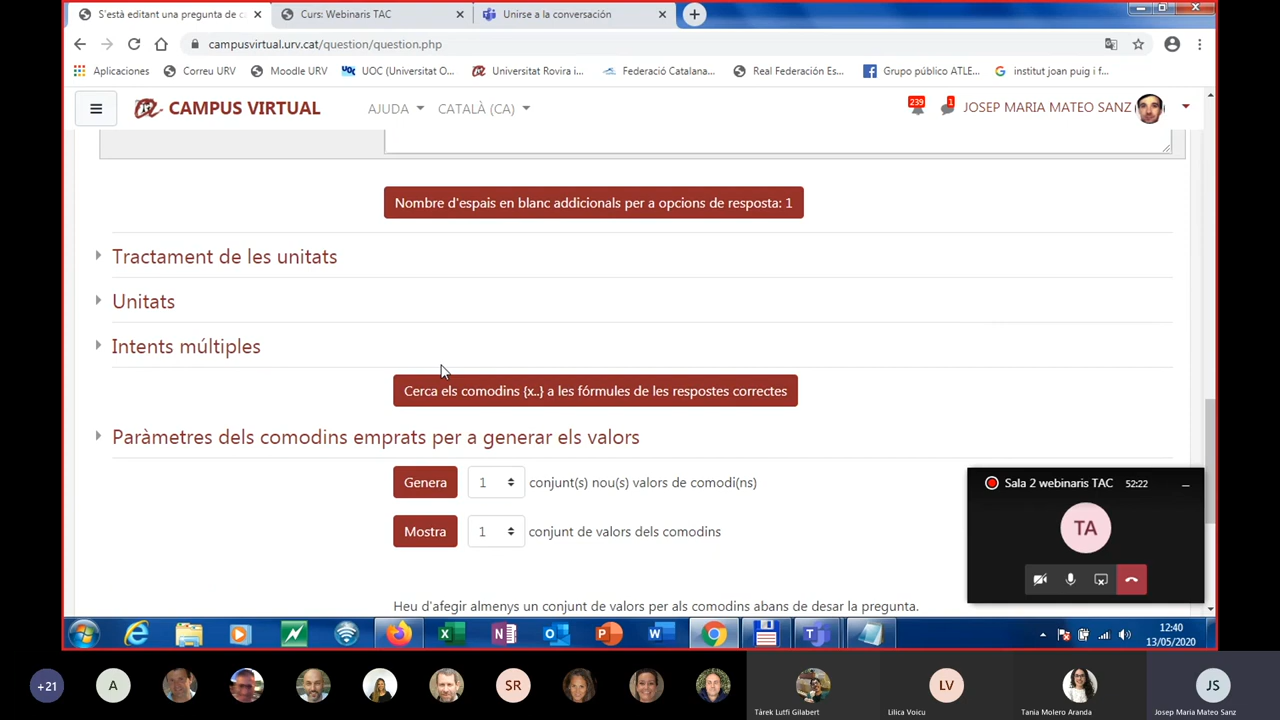 S'està editant una pregunta de c
Curs: Webinaris TAC
Unirse a la conversación
campusvirtual.urv.cat/question/question.php
Aplicaciones
Correu URV
Moodle URV
UOC (Universitat O...
Universitat Rovira i...
Federació Catalana...
Real Federación Es...
Grupo público ATLE...
institut joan puig i f...
CAMPUS VIRTUAL
AJUDA
CATALÀ (CA)
239
1
JOSEP MARIA MATEO SANZ
Nombre d'espais en blanc addicionals per a opcions de resposta: 1
Tractament de les unitats
Unitats
Intents múltiples
Cerca els comodins {x..} a les fórmules de les respostes correctes
Paràmetres dels comodins emprats per a generar els valors
Genera 1 conjunt(s) nou(s) valors de comodi(ns)
Mostra 1 conjunt de valors dels comodins
Heu d'afegir almenys un conjunt de valors per als comodins abans de desar la pregunta.
Sala 2 webinaris TAC 52:22
TA
12:40
13/05/2020
+21
A
SR
LV
JS
Tárek Lutfi Gilabert
Lilica Voicu
Tania Molero Aranda
Josep Maria Mateo Sanz